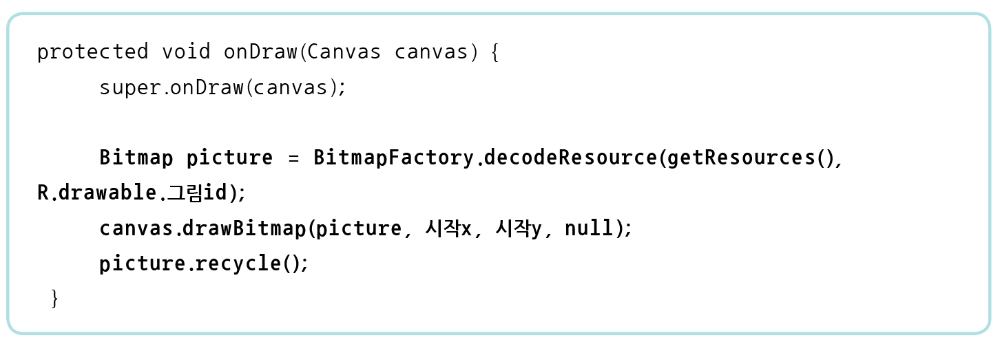 protected void onDraw(Canvas canvas) {
super.onDraw(canvas);
Bitmap picture = BitmapFactory.decodeResource(getResources(),
R.drawable.그림id);
canvas.drawBitmap(picture, 시작x, 시작y, null);
picture.recycle();
}